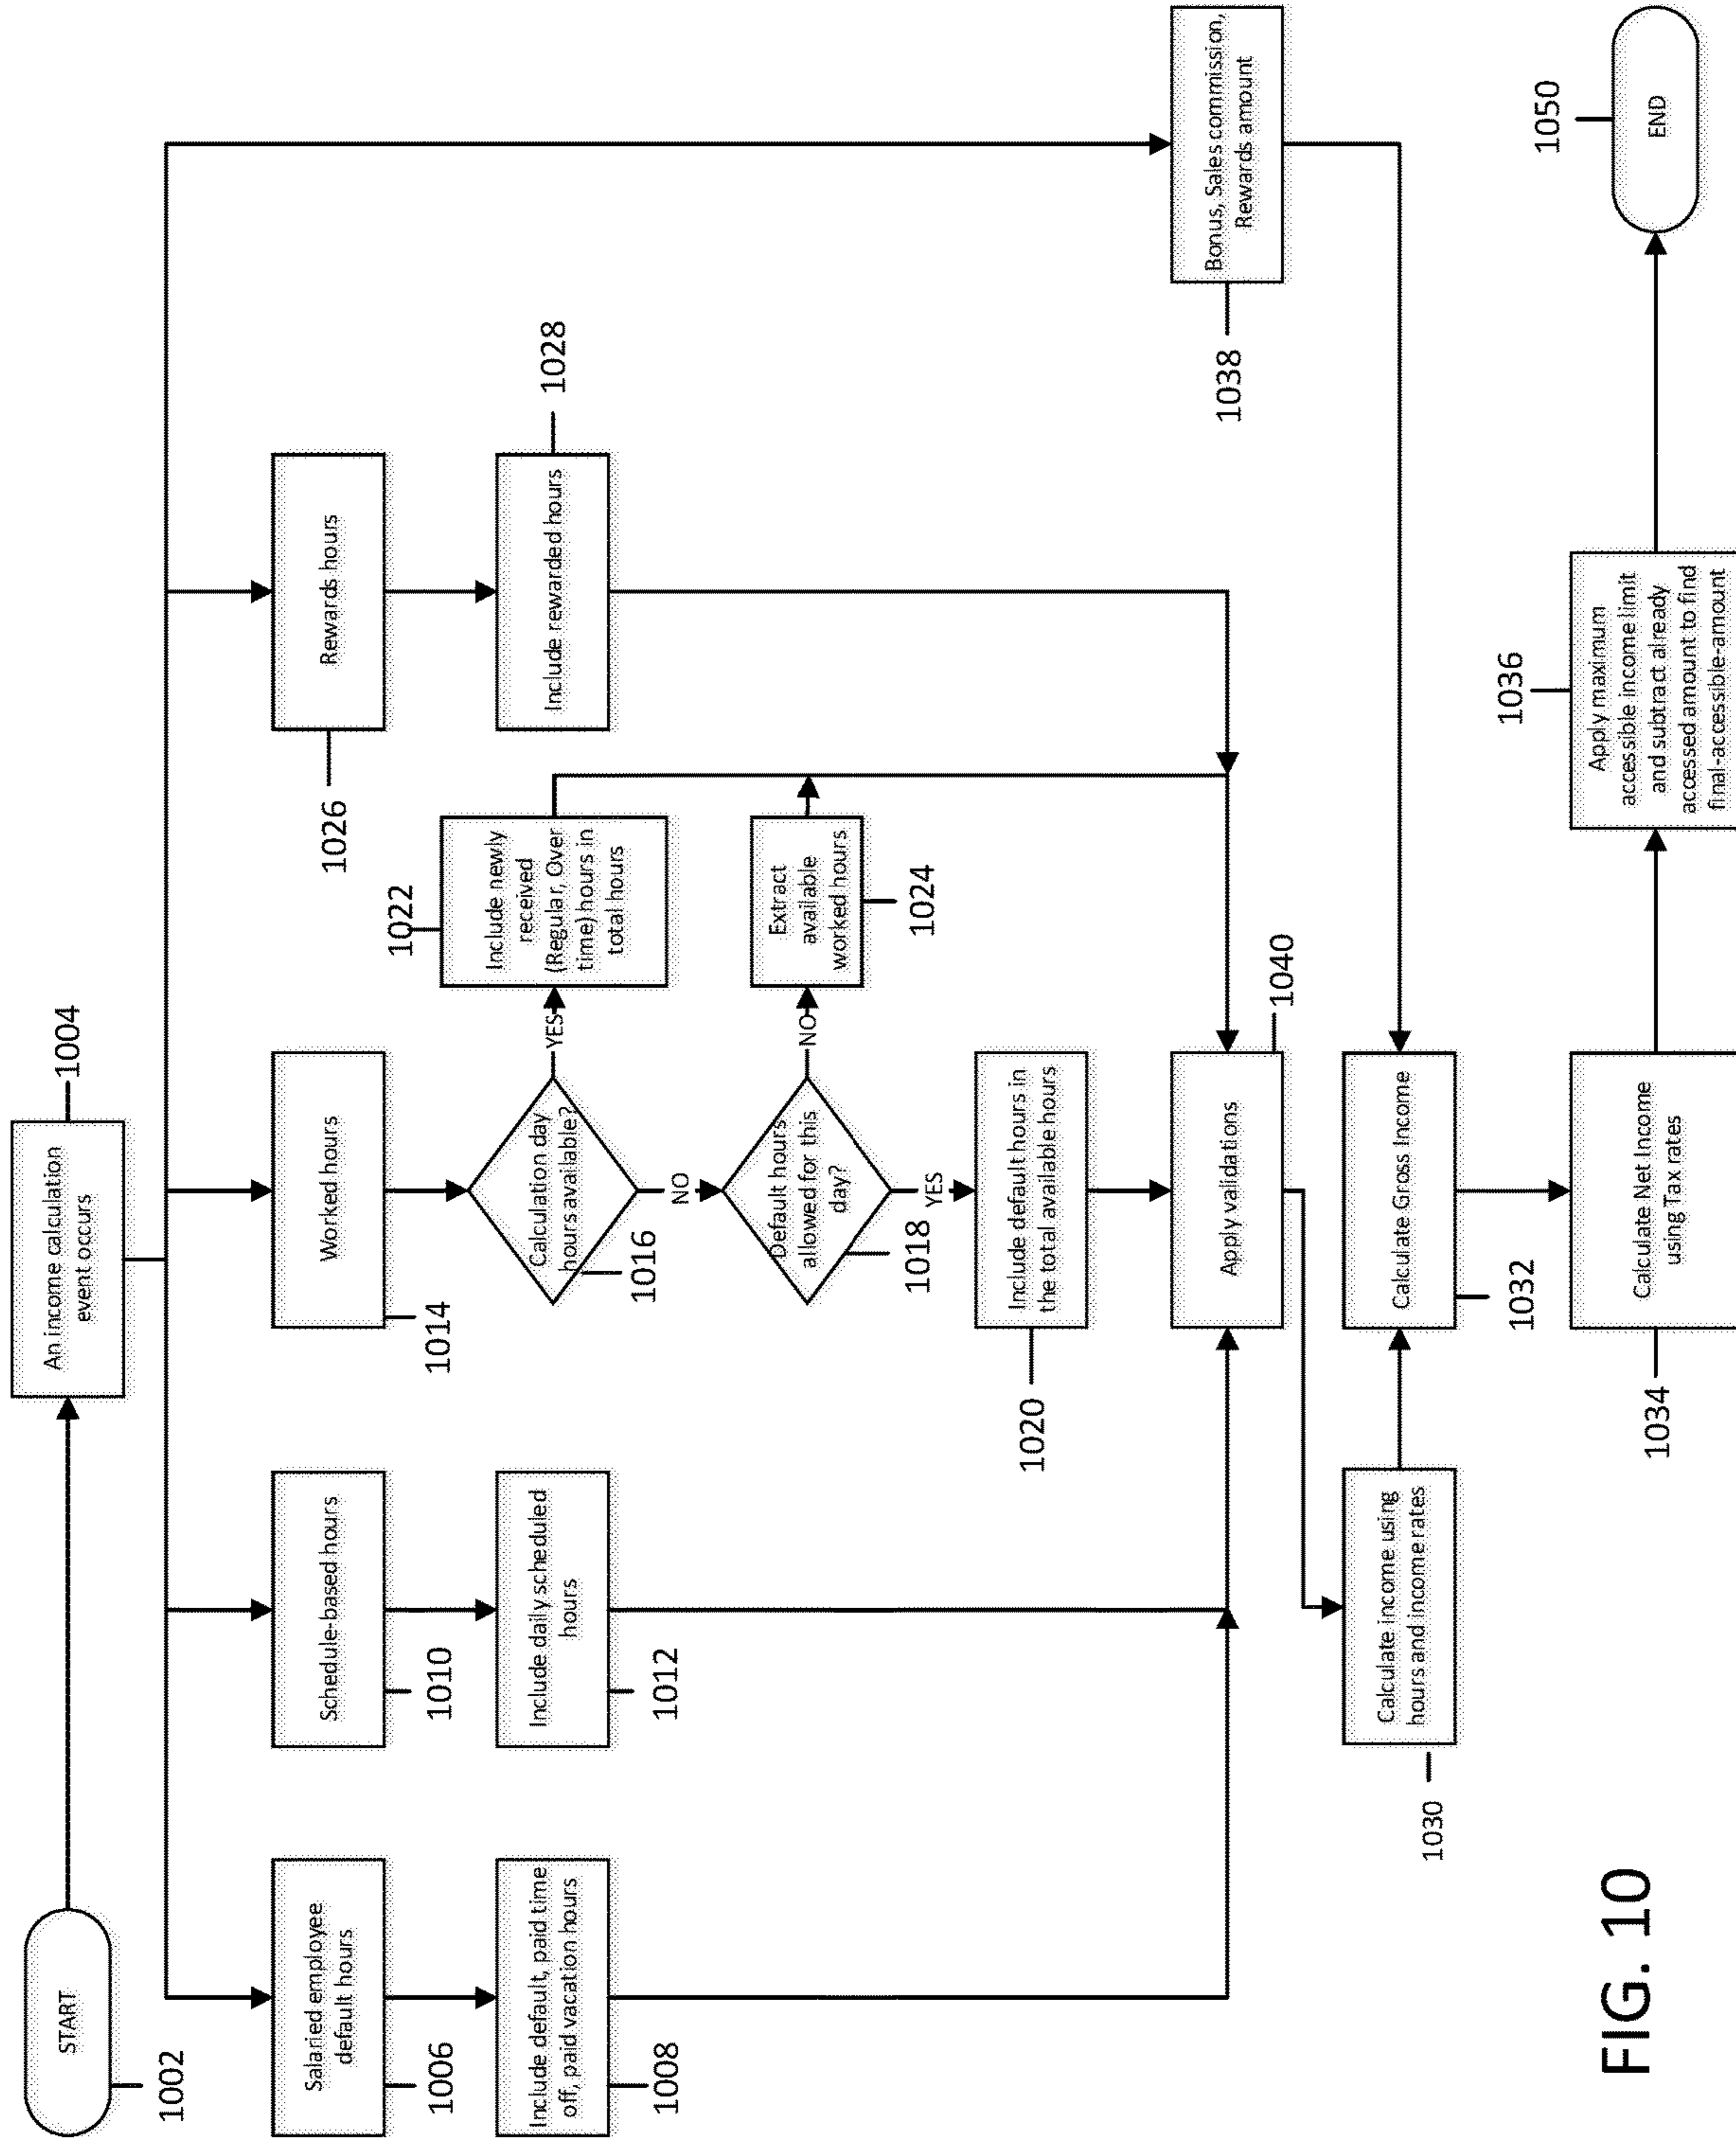 START
1002
An income calculation
event occurs
1004
Salaried employee
default hours
1006
Include default, paid time
off, paid vacation hours
1008
Schedule-based hours
1010
Include daily scheduled
hours
1012
Worked hours
1014
Calculation day
hours available?
1016
YES
NO
Include newly
received
(Regular, Over
time) hours in
total hours
1022
Default hours
allowed for this
day?
1018
NO
YES
Extract
available
worked hours
1024
Include default hours in
the total available hours
1020
Rewards hours
1026
Include rewarded hours
1028
Bonus, Sales commission,
Rewards amount
1038
Apply validations
1040
Calculate income using
hours and income rates
1030
Calculate Gross Income
1032
Calculate Net Income
using Tax rates
1034
Apply maximum
accessible income limit
and subtract already
accessed amount to find
final-accessible-amount
1036
END
1050
FIG. 10